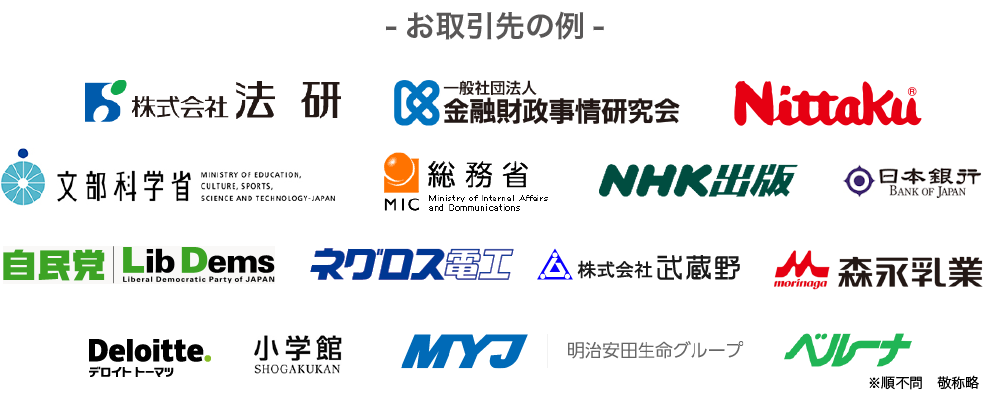 - お取引先の例 -
株式会社 法 研
一般社団法人
金融財政事情研究会
Nittaku®
文部科学省
MINISTRY OF EDUCATION,
CULTURE, SPORTS,
SCIENCE AND TECHNOLOGY-JAPAN
MIC
総務省
Ministry of Internal Affairs
and Communications
NHK出版
日本銀行
BANK OF JAPAN
自民党
Lib Dems
Liberal Democratic Party of JAPAN
ネグロス電工
株式会社 武蔵野
morinaga
森永乳業
Deloitte.
デロイト トーマツ
小学館
SHOGAKUKAN
MYJ
明治安田生命グループ
ベルーナ
※順不問　敬称略